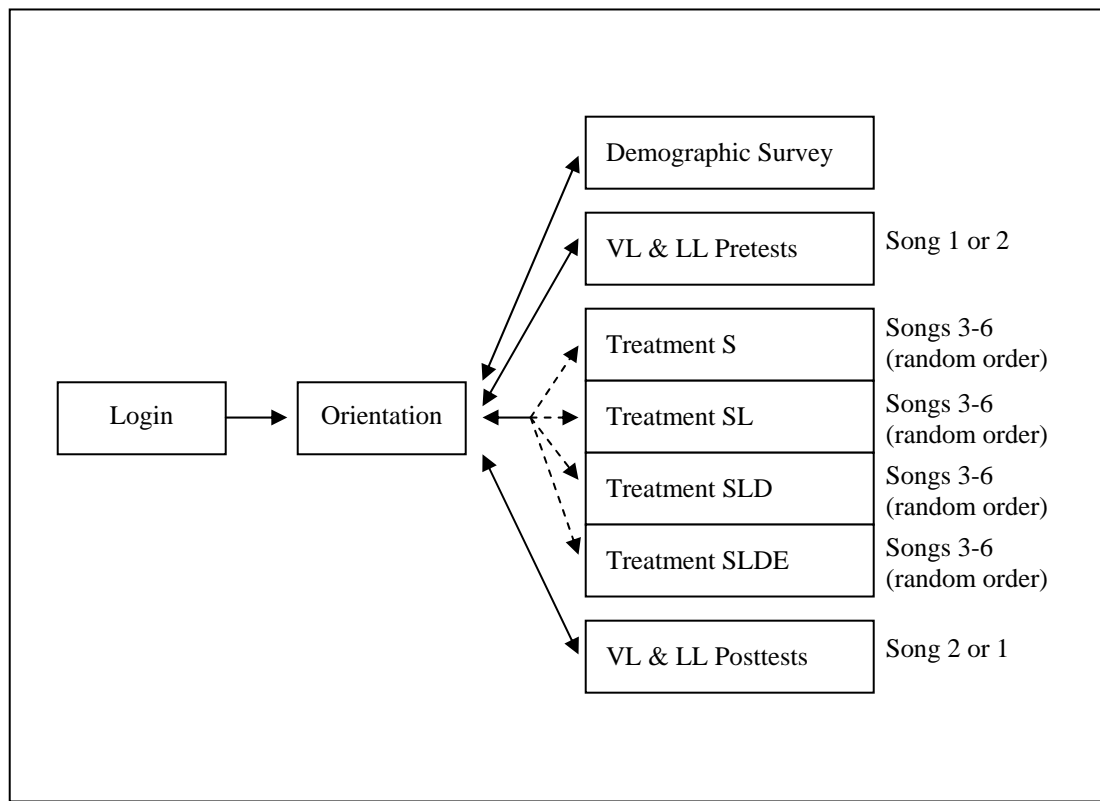 Demographic Survey
VL & LL Pretests
Song 1 or 2
Treatment S
Songs 3-6
(random order)
Login
Orientation
Treatment SL
Songs 3-6
(random order)
Treatment SLD
Songs 3-6
(random order)
Treatment SLDE
Songs 3-6
(random order)
VL & LL Posttests
Song 2 or 1